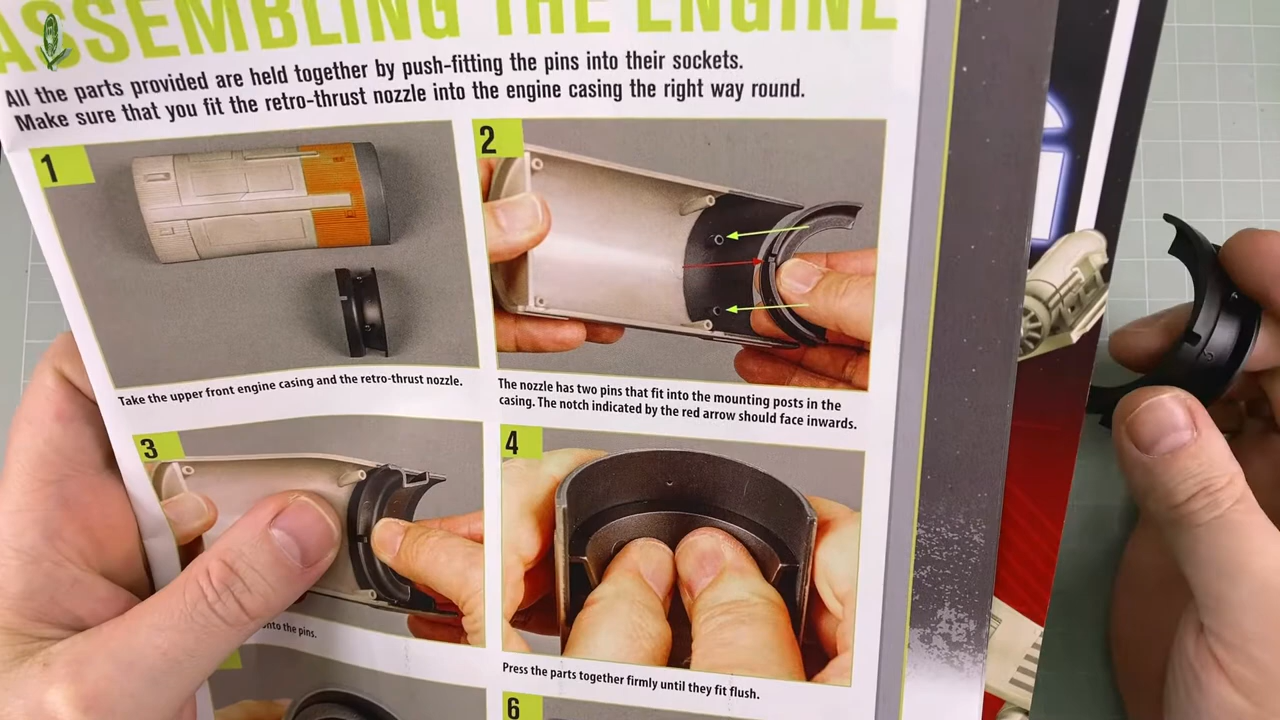 ASSEMBLING THE ENGINE
All the parts provided are held together by push-fitting the pins into their sockets.
Make sure that you fit the retro-thrust nozzle into the engine casing the right way round.
1
Take the upper front engine casing and the retro-thrust nozzle.
2
The nozzle has two pins that fit into the mounting posts in the
casing. The notch indicated by the red arrow should face inwards.
3
onto the pins.
4
Press the parts together firmly until they fit flush.
6